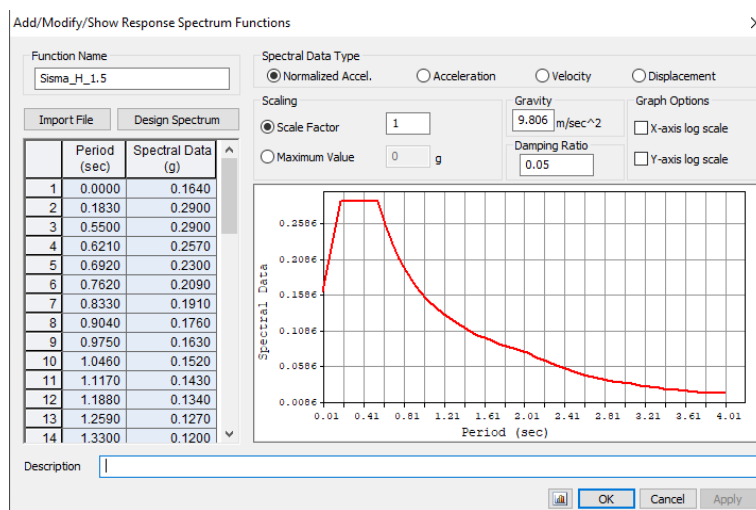 Add/Modify/Show Response Spectrum Functions
Function Name
Sisma_H_1.5
Import File Design Spectrum
Spectral Data Type
Normalized Accel. Acceleration Velocity Displacement
Scaling
Scale Factor 1
Maximum Value 0 g
Gravity
9.806 m/sec^2
Damping Ratio
0.05
Graph Options
X-axis log scale
Y-axis log scale
Period (sec) Spectral Data (g)
1 0.0000 0.1640
2 0.1830 0.2900
3 0.5500 0.2900
4 0.6210 0.2570
5 0.6920 0.2300
6 0.7620 0.2090
7 0.8330 0.1910
8 0.9040 0.1760
9 0.9750 0.1630
10 1.0460 0.1520
11 1.1170 0.1430
12 1.1880 0.1340
13 1.2590 0.1270
14 1.3300 0.1200
Spectral Data
0.2586
0.2086
0.1586
0.1086
0.0586
0.0086
0.01 0.41 0.81 1.21 1.61 2.01 2.41 2.81 3.21 3.61 4.01
Period (sec)
Description
OK Cancel Apply